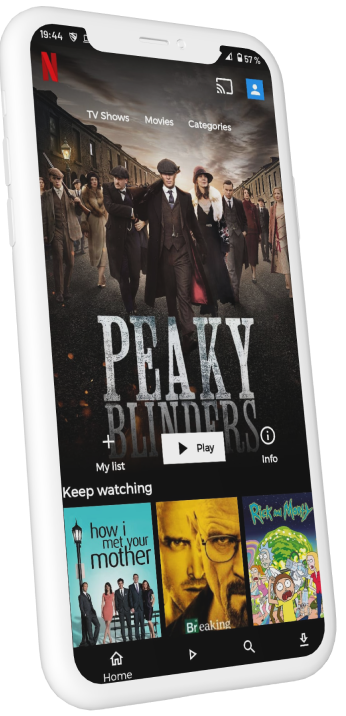 19:44
57%
N
TV Shows
Movies
Categories
PEAKY
BLINDERS
My list
Play
Info
Keep watching
how i
met your
mother
Breaking
Rick and Morty
Home